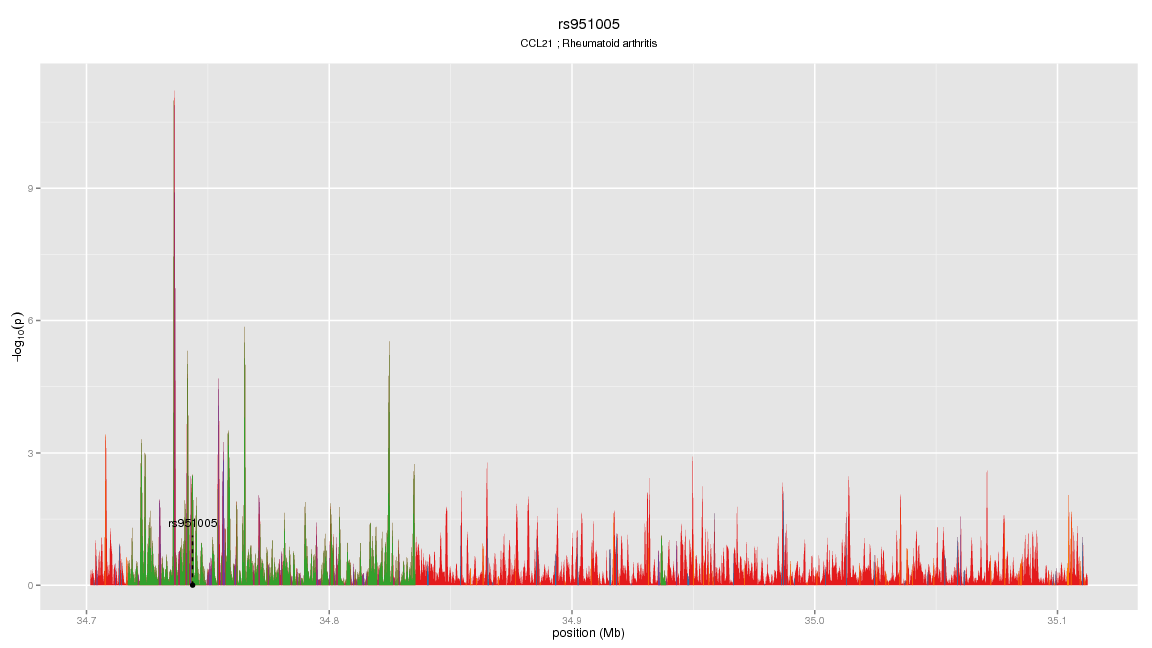 rs951005
CCL21 ; Rheumatoid arthritis
−log10(p)
9
6
3
0
rs951005
34.7 34.8 34.9 35.0 35.1
position (Mb)